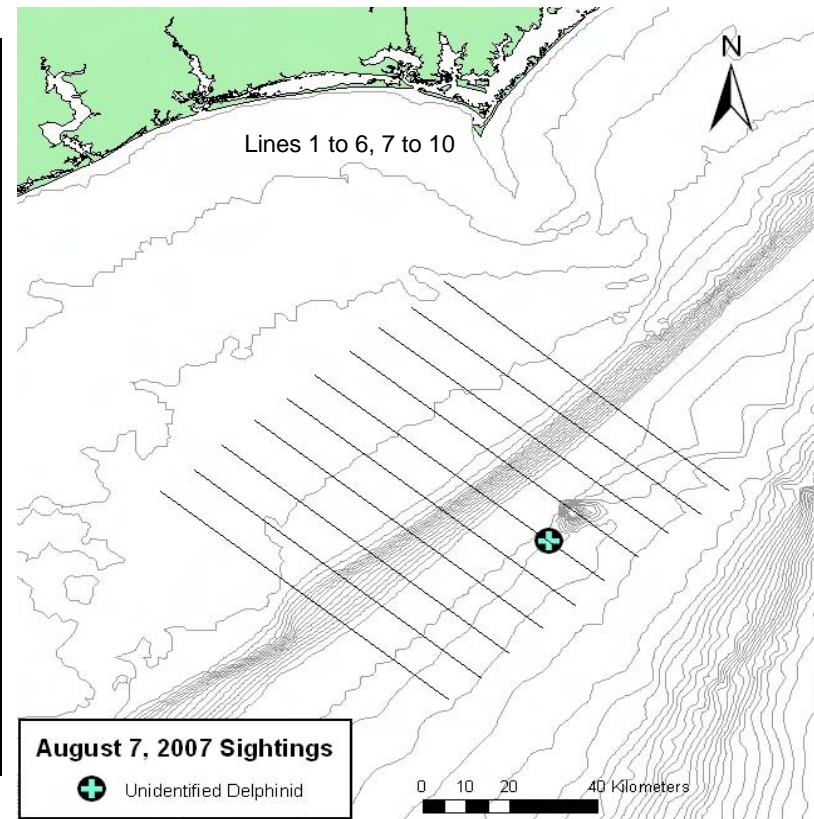 N
Lines 1 to 6, 7 to 10
August 7, 2007 Sightings
Unidentified Delphinid
0 10 20 40 Kilometers